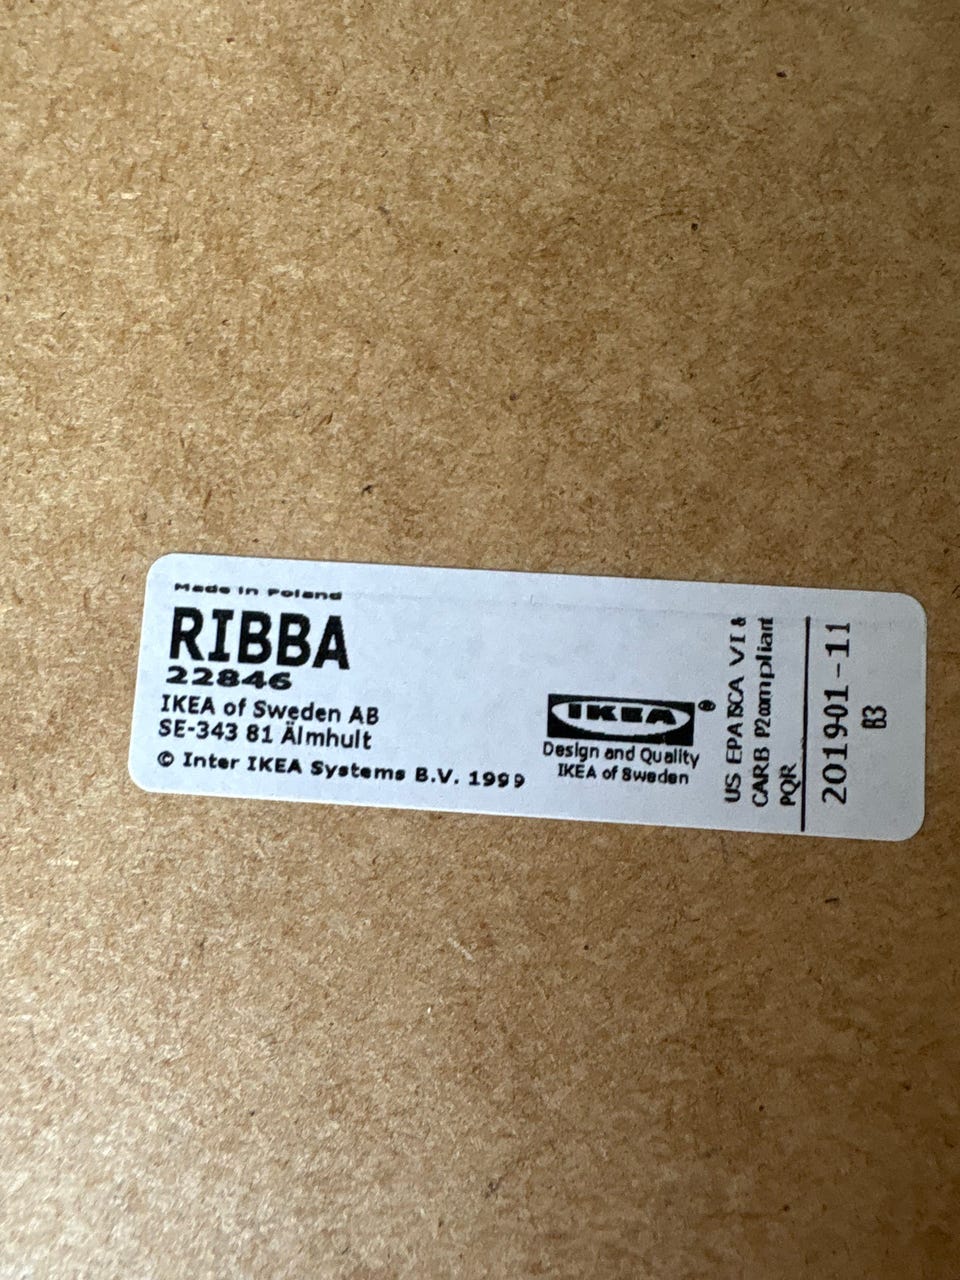 Made in Poland
RIBBA
22846
IKEA of Sweden AB
SE-343 81 Älmhult
© Inter IKEA Systems B.V. 1999
IKEA®
Design and Quality
IKEA of Sweden
US EPA TSCA VI &
CARB P2 compliant
PQR
201901-11
B3